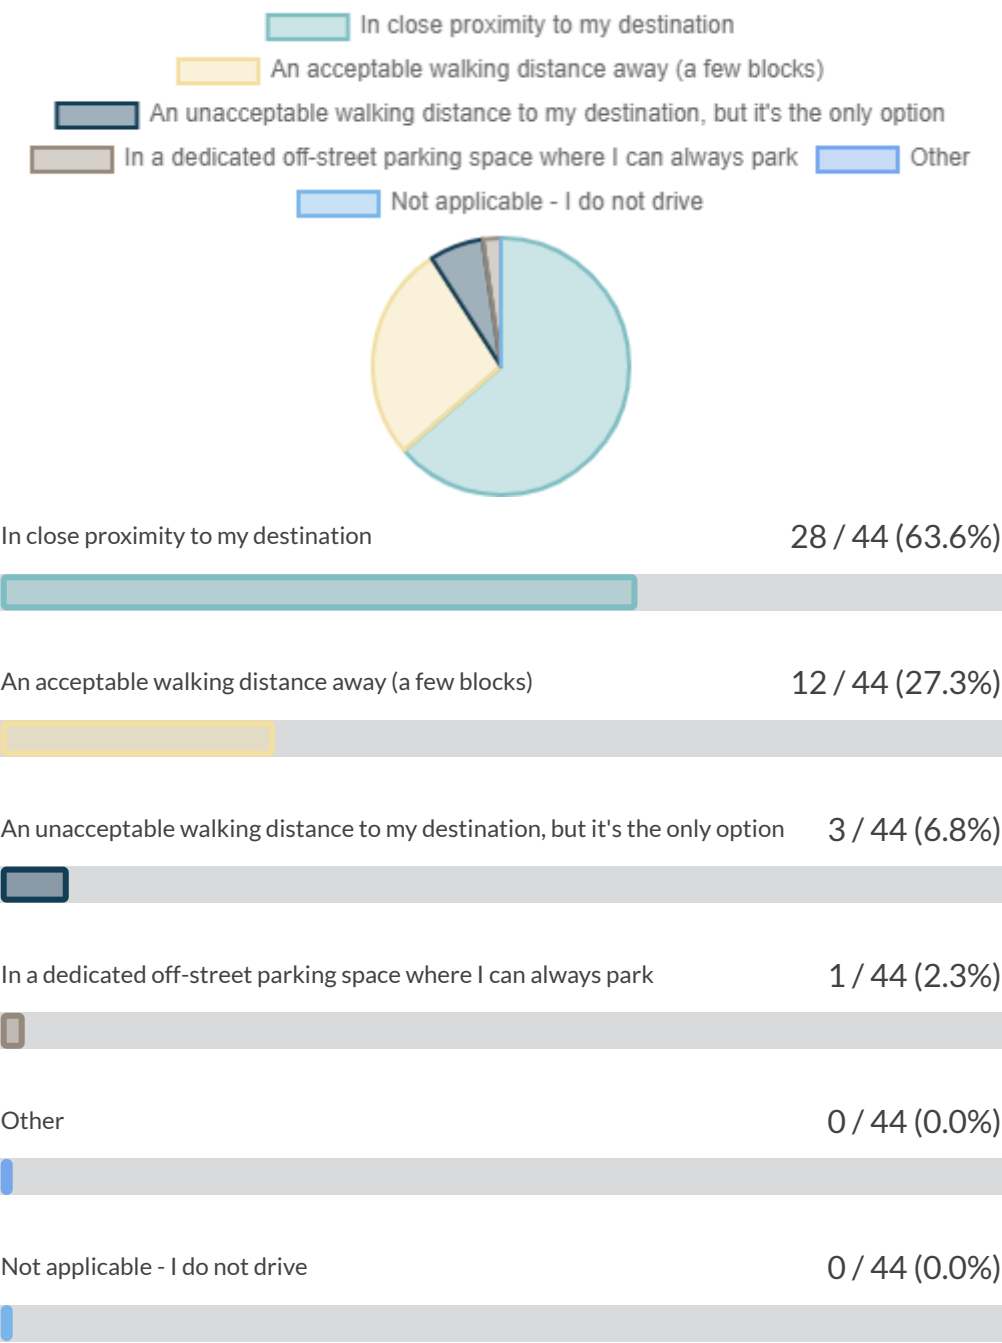 In close proximity to my destination
An acceptable walking distance away (a few blocks)
An unacceptable walking distance to my destination, but it's the only option
In a dedicated off-street parking space where I can always park Other
Not applicable - I do not drive
In close proximity to my destination 28 / 44 (63.6%)
An acceptable walking distance away (a few blocks) 12 / 44 (27.3%)
An unacceptable walking distance to my destination, but it's the only option 3 / 44 (6.8%)
In a dedicated off-street parking space where I can always park 1 / 44 (2.3%)
Other 0 / 44 (0.0%)
Not applicable - I do not drive 0 / 44 (0.0%)